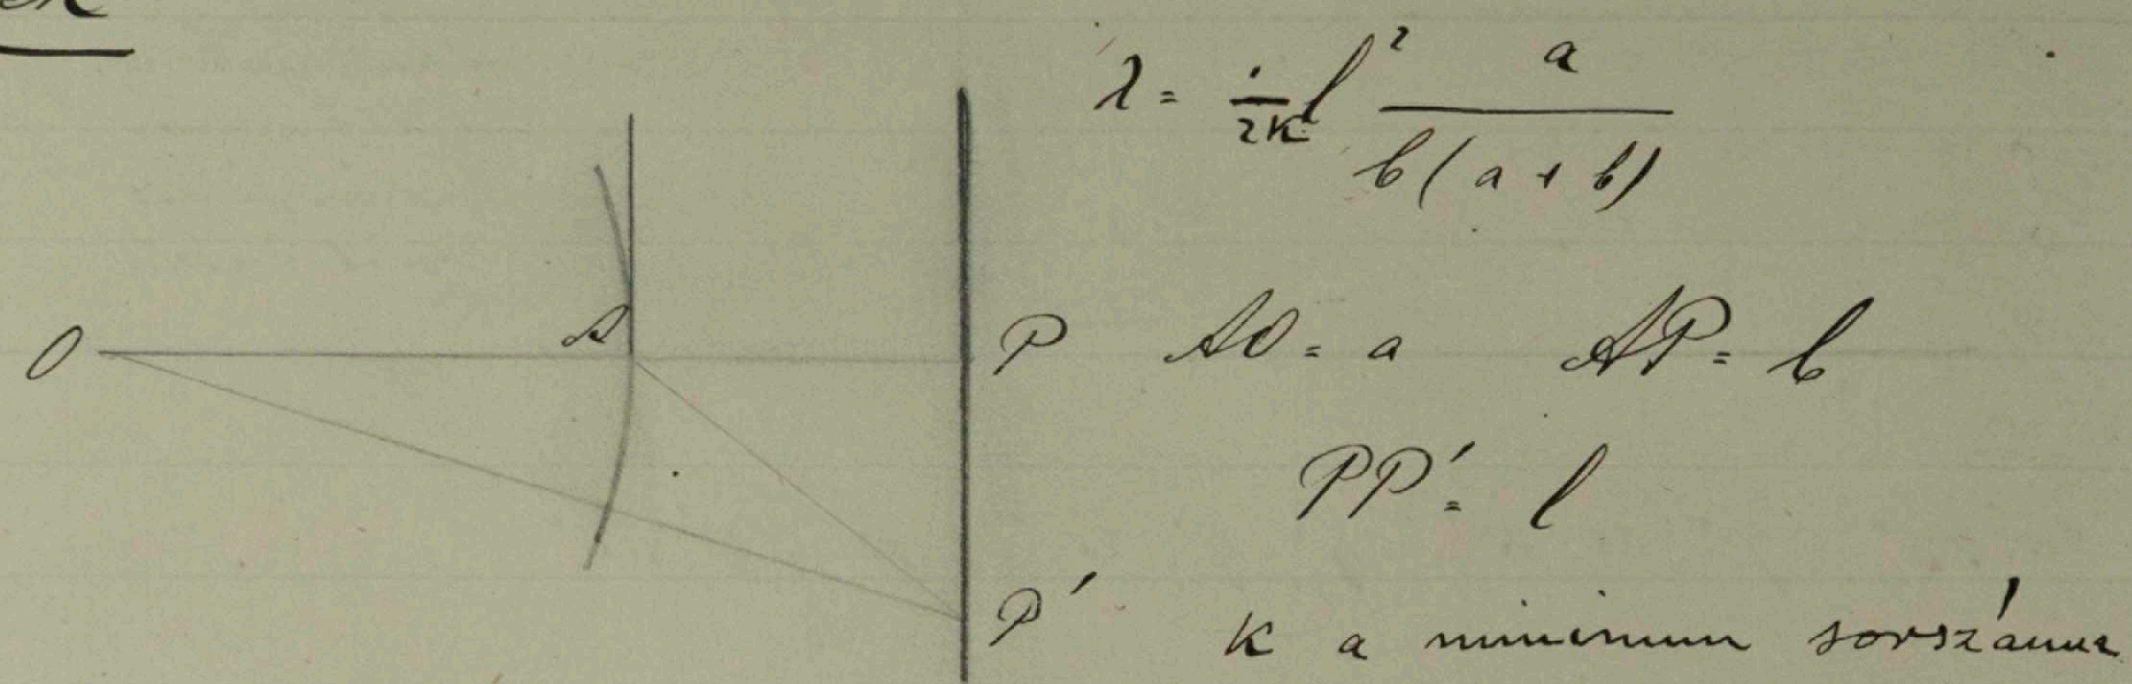 λ = 1/2k l² a / b(a + b)
O A P AO = a AP = b
PP' = l
P' k a minimum sorszáma